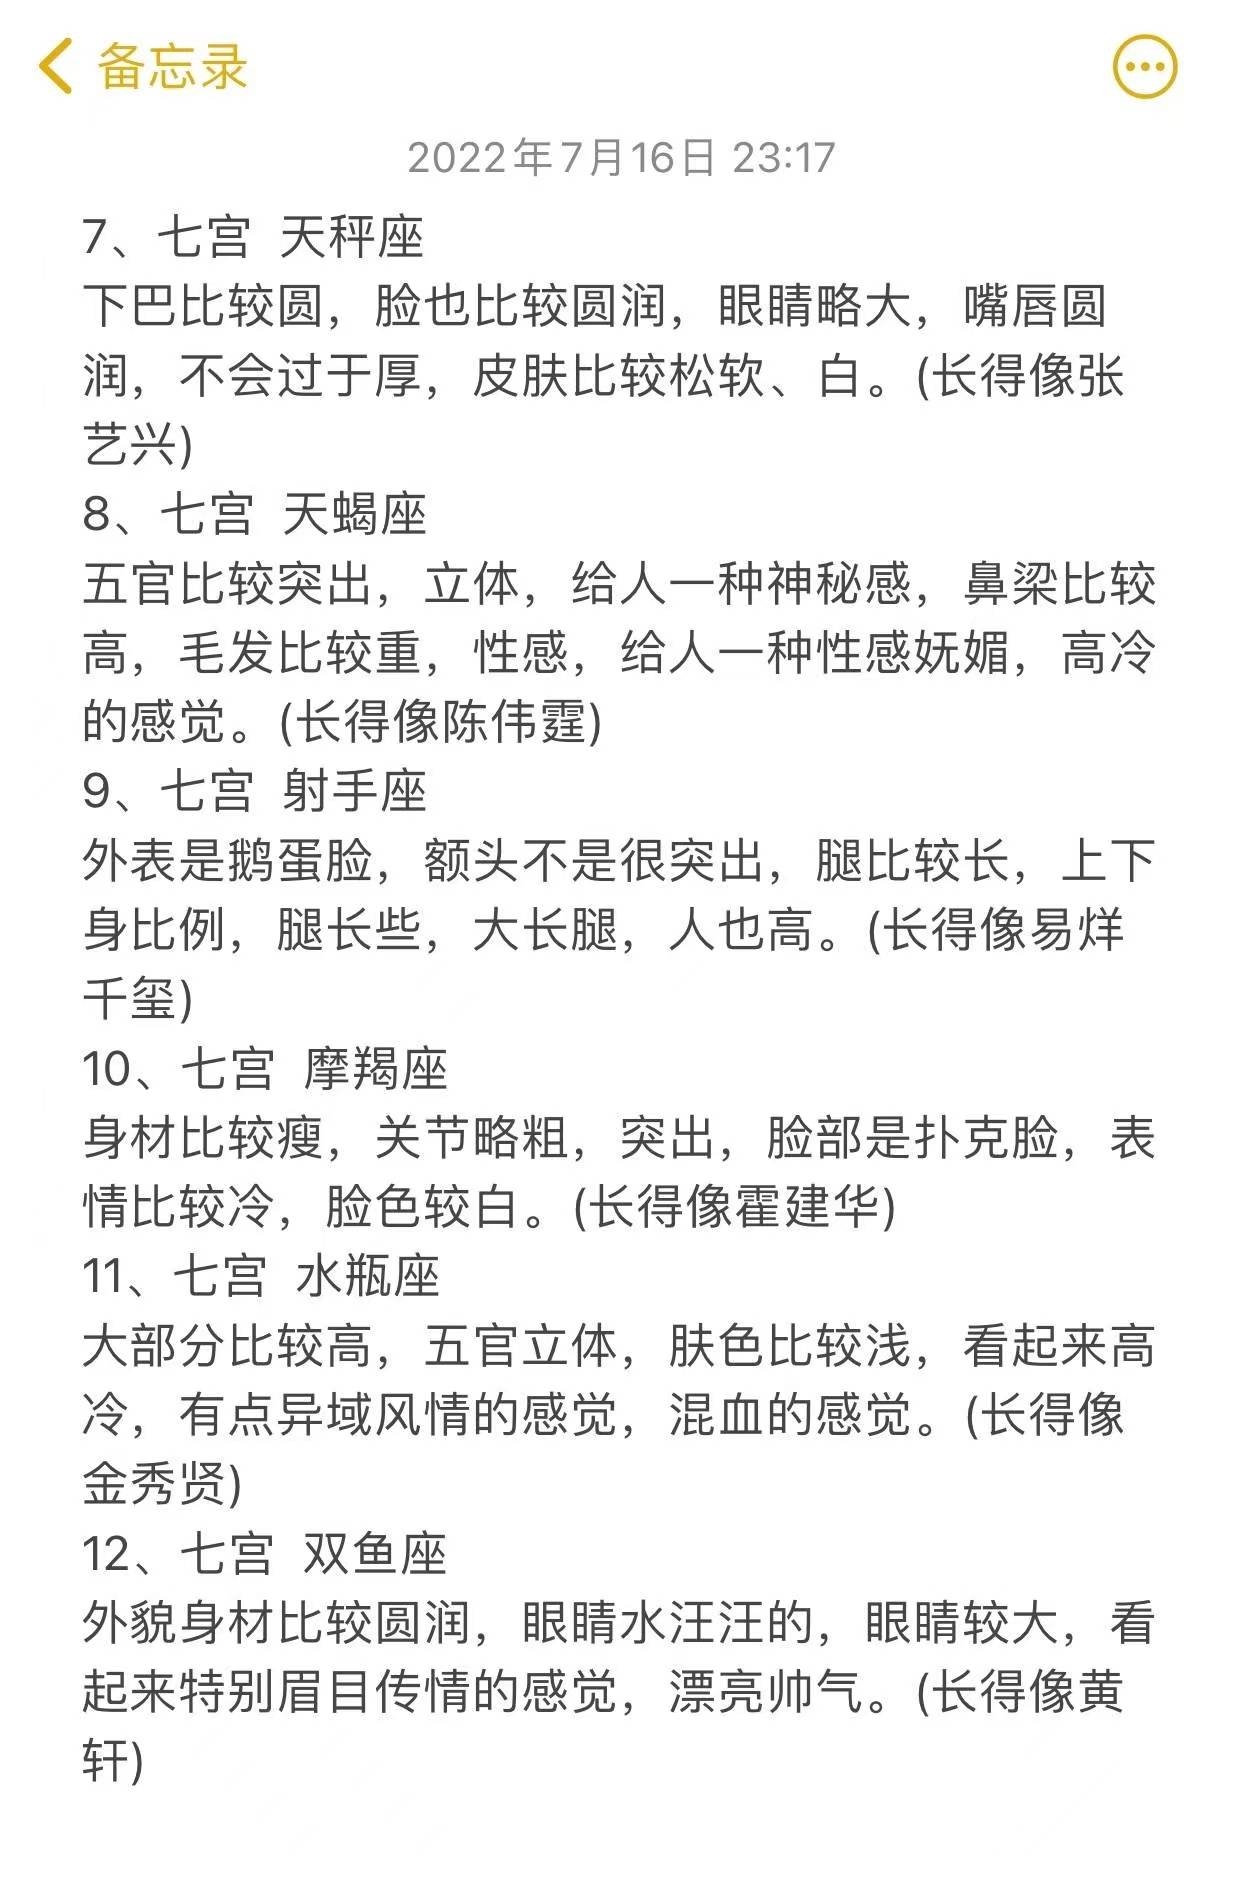 备忘录
2022年7月16日 23:17
7、七宫 天秤座
下巴比较圆，脸也比较圆润，眼睛略大，嘴唇圆
润，不会过于厚，皮肤比较松软、白。(长得像张
艺兴)
8、七宫 天蝎座
五官比较突出，立体，给人一种神秘感，鼻梁比较
高，毛发比较重，性感，给人一种性感妩媚，高冷
的感觉。(长得像陈伟霆)
9、七宫 射手座
外表是鹅蛋脸，额头不是很突出，腿比较长，上下
身比例，腿长些，大长腿，人也高。(长得像易烊
千玺)
10、七宫 摩羯座
身材比较瘦，关节略粗，突出，脸部是扑克脸，表
情比较冷，脸色较白。(长得像霍建华)
11、七宫 水瓶座
大部分比较高，五官立体，肤色比较浅，看起来高
冷，有点异域风情的感觉，混血的感觉。(长得像
金秀贤)
12、七宫 双鱼座
外貌身材比较圆润，眼睛水汪汪的，眼睛较大，看
起来特别眉目传情的感觉，漂亮帅气。(长得像黄
轩)